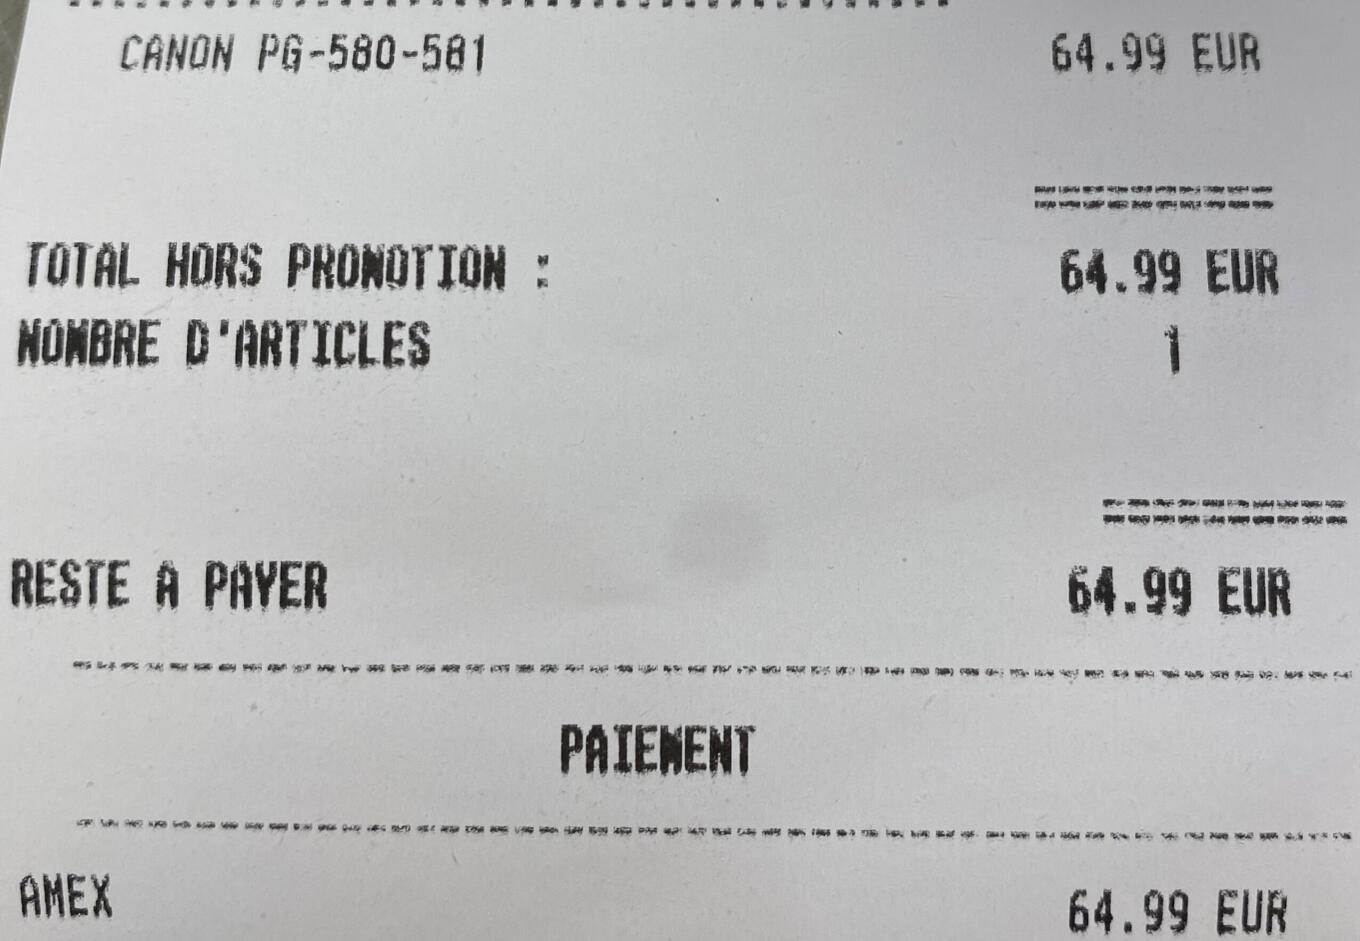 CANON PG-580-581 64.99 EUR
TOTAL HORS PROMOTION : 64.99 EUR
NOMBRE D'ARTICLES 1
RESTE A PAYER 64.99 EUR
PAIEMENT
AMEX 64.99 EUR